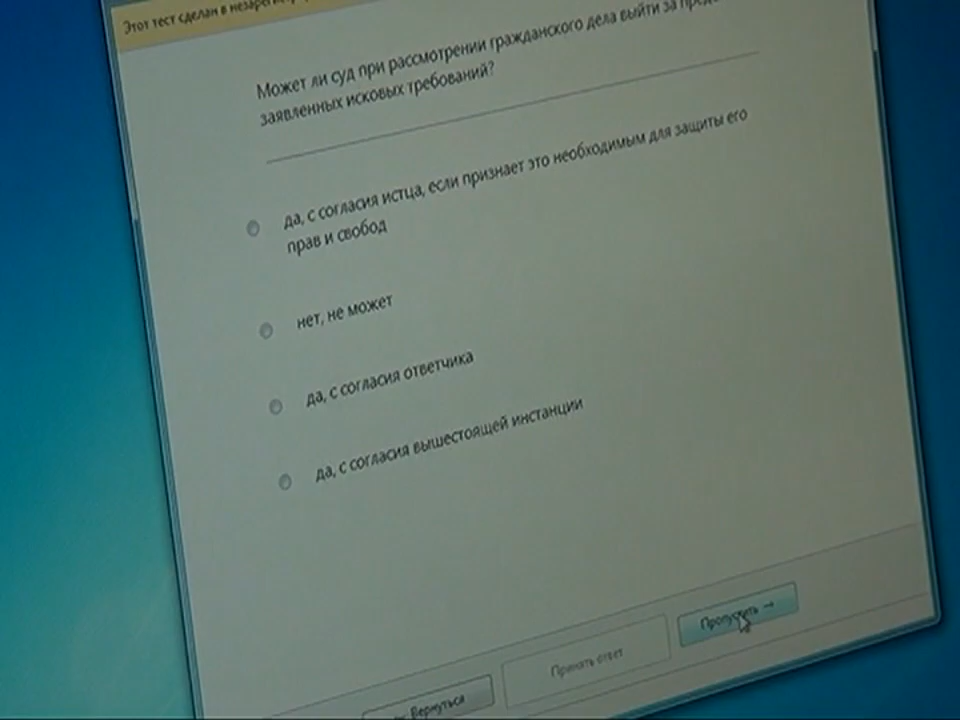 Этот тест сделан в
Может ли суд при рассмотрении гражданского дела выйти за
заявленных исковых требований?
да, с согласия истца, если признает это необходимым для защиты его
прав и свобод
нет, не может
да, с согласия ответчика
да, с согласия вышестоящей инстанции
Вернуться
Принять ответ
Пропустить →